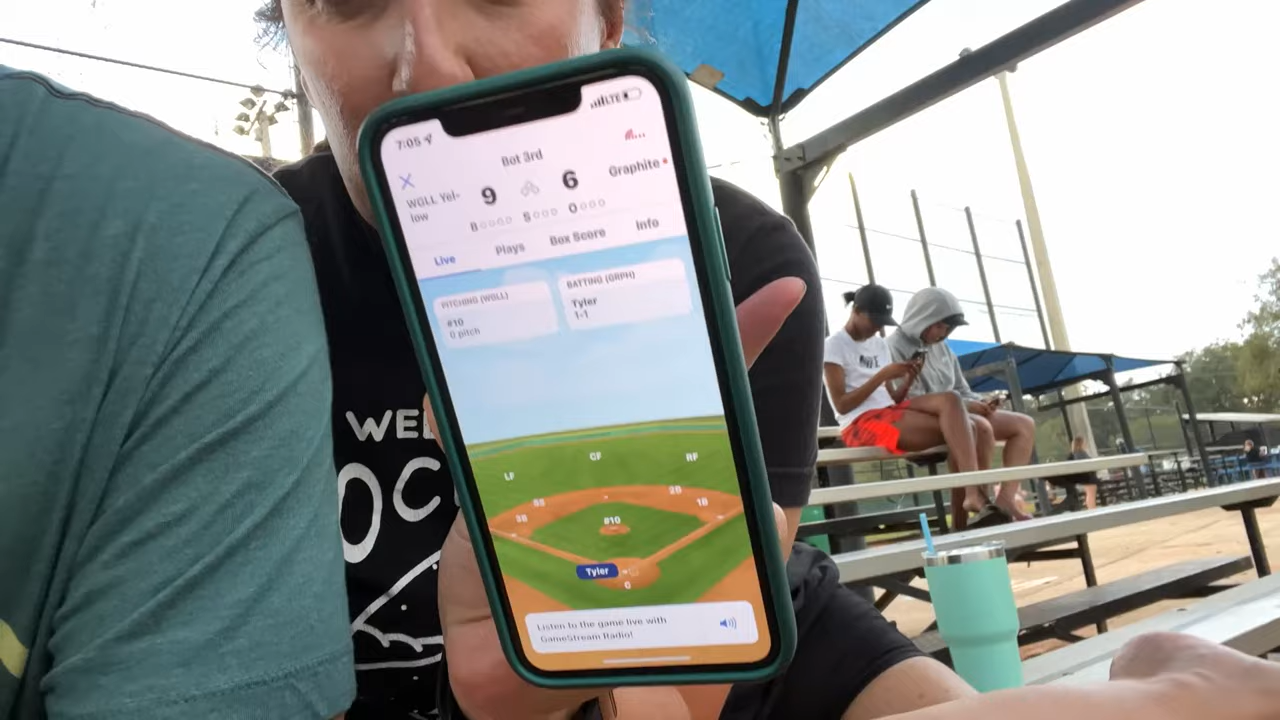 7:05
LTE
Bot 3rd
WGLL Yel-
low
9
6
Graphite
B
S
O
Live
Plays
Box Score
Info
PITCHING (WGLL)
#10
0 pitch
BATTING (GRPH)
Tyler
1-1
LF
CF
RF
SS
2B
3B
1B
#10
Tyler
C
Listen to the game live with
GameStream Radio!
WE
OC